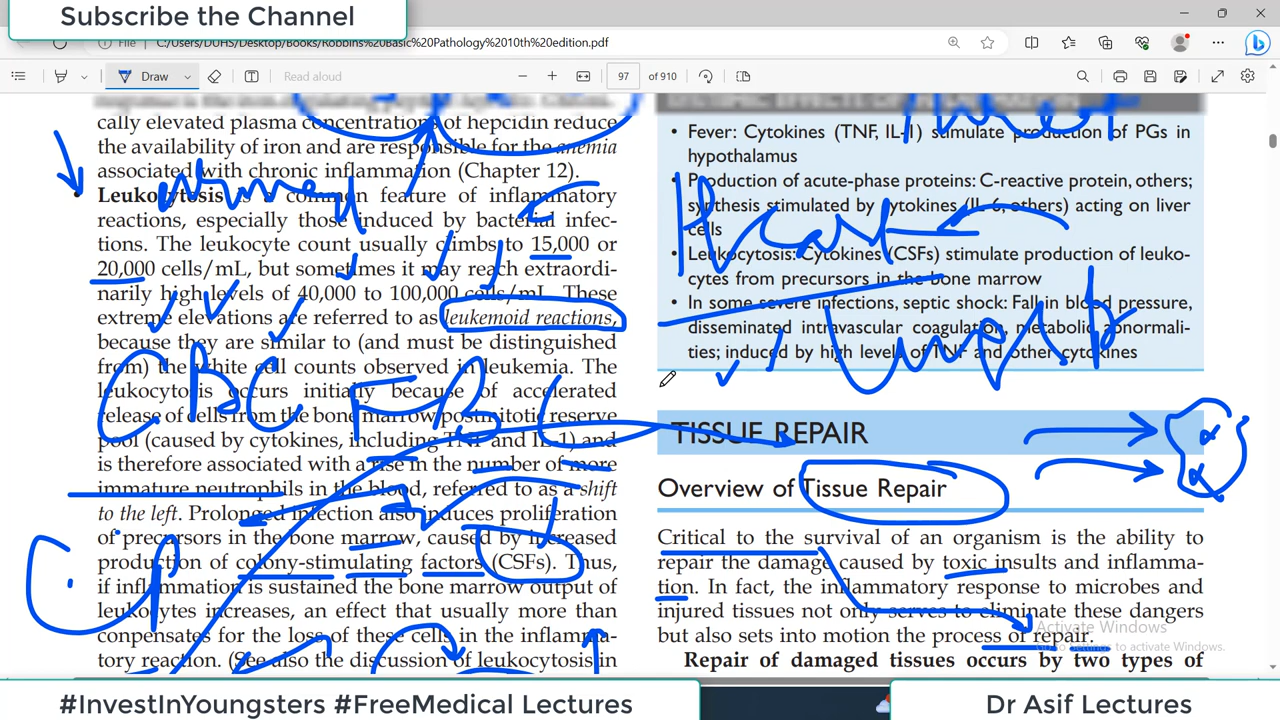 Subscribe the Channel
File
C:/Users/DUHS/Desktop/Books/Robbins%20Basic%20Pathology%2010th%20edition.pdf
Draw
Read aloud
97 of 910
cally elevated plasma concentrations of hepcidin reduce
the availability of iron and are responsible for the anemia
associated with chronic inflammation (Chapter 12).
• Leukocytosis is a common feature of inflammatory
reactions, especially those induced by bacterial infec-
tions. The leukocyte count usually climbs to 15,000 or
20,000 cells/mL, but sometimes it may reach extraordi-
narily high levels of 40,000 to 100,000 cells/mL. These
extreme elevations are referred to as leukemoid reactions,
because they are similar to (and must be distinguished
from) the white cell counts observed in leukemia. The
leukocytosis occurs initially because of accelerated
release of cells from the bone marrow postmitotic reserve
pool (caused by cytokines, including TNF and IL-1) and
is therefore associated with a rise in the number of more
immature neutrophils in the blood, referred to as a shift
to the left. Prolonged infection also induces proliferation
of precursors in the bone marrow, caused by increased
production of colony-stimulating factors (CSFs). Thus,
if inflammation is sustained the bone marrow output of
leukocytes increases, an effect that usually more than
compensates for the loss of these cells in the inflamma-
tory reaction. (See also the discussion of leukocytosis in
CBC
• Fever: Cytokines (TNF, IL-1) stimulate production of PGs in
hypothalamus
• Production of acute-phase proteins: C-reactive protein, others;
synthesis stimulated by cytokines (IL-6, others) acting on liver
cells
• Leukocytosis: Cytokines (CSFs) stimulate production of leuko-
cytes from precursors in the bone marrow
• In some severe infections, septic shock: Fall in blood pressure,
disseminated intravascular coagulation, metabolic abnormali-
ties; induced by high levels of TNF and other cytokines
TISSUE REPAIR
Overview of Tissue Repair
Critical to the survival of an organism is the ability to
repair the damage caused by toxic insults and inflamma-
tion. In fact, the inflammatory response to microbes and
injured tissues not only serves to eliminate these dangers
but also sets into motion the process of repair.
Repair of damaged tissues occurs by two types of
Activate Windows
Go to Settings to activate Windows.
#InvestInYoungsters #FreeMedical Lectures
Dr Asif Lectures